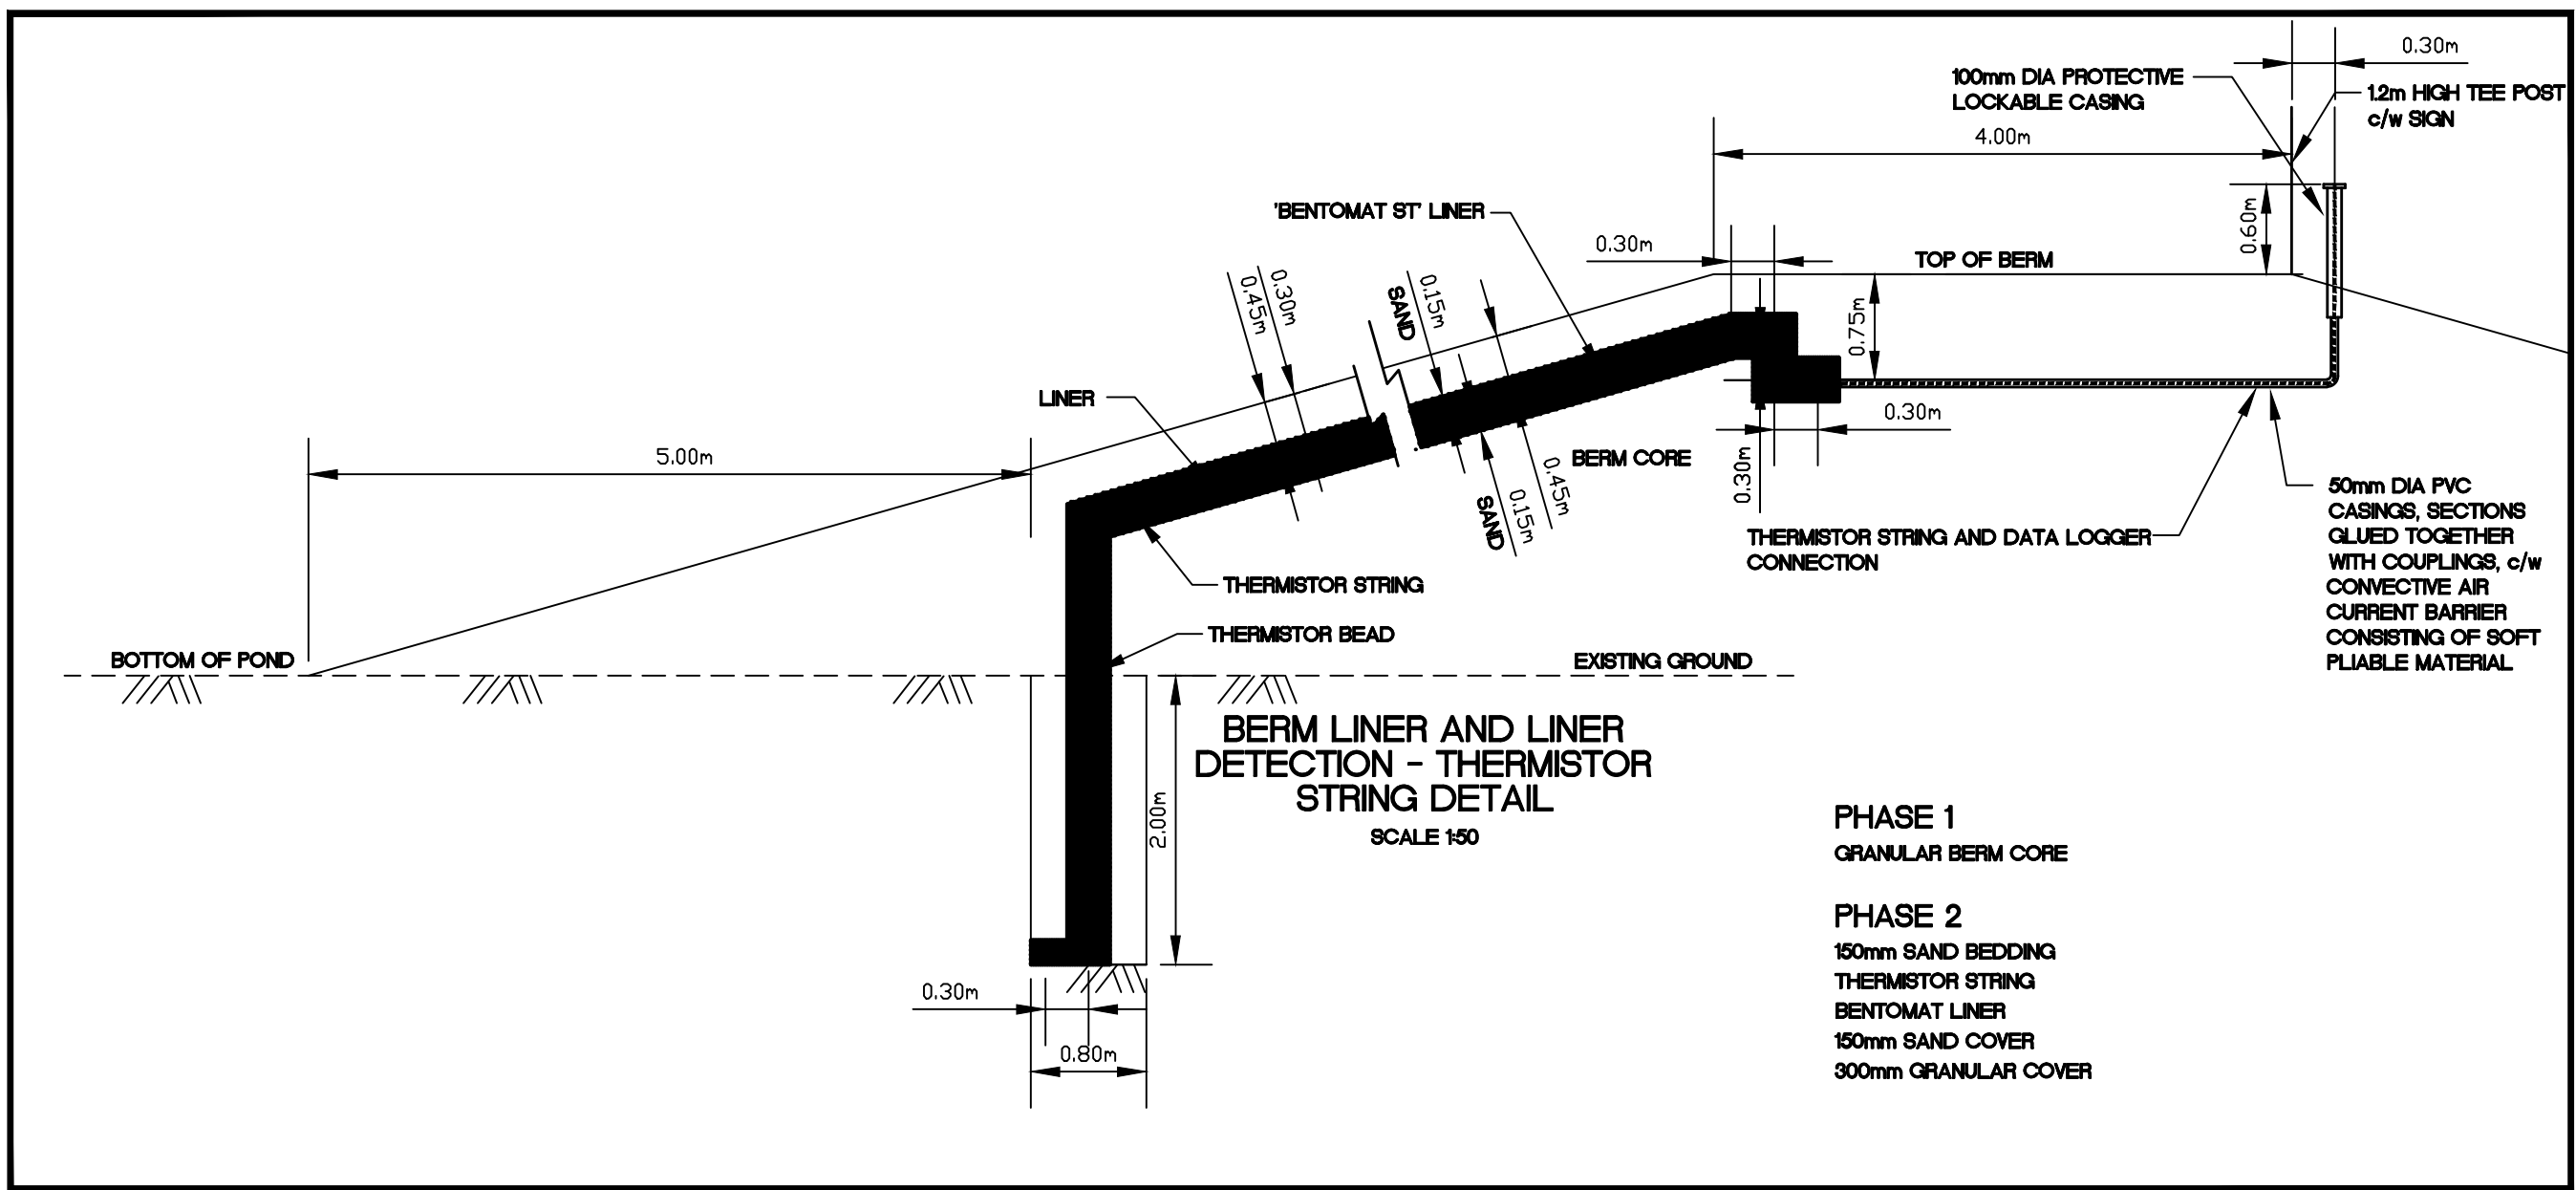 0.30m
100mm DIA PROTECTIVE
LOCKABLE CASING
1.2m HIGH TEE POST
c/w SIGN
4.00m
'BENTOMAT ST' LINER
0.60m
0.30m
TOP OF BERM
0.45m
0.30m
SAND
0.15m
0.75m
LINER
0.30m
5.00m
BERM CORE
0.30m
0.45m
0.15m
SAND
50mm DIA PVC
CASINGS, SECTIONS
GLUED TOGETHER
WITH COUPLINGS, c/w
CONVECTIVE AIR
CURRENT BARRIER
CONSISTING OF SOFT
PLIABLE MATERIAL
THERMISTOR STRING AND DATA LOGGER
CONNECTION
THERMISTOR STRING
THERMISTOR BEAD
BOTTOM OF POND
EXISTING GROUND
BERM LINER AND LINER
DETECTION - THERMISTOR
STRING DETAIL
SCALE 1:50
2.00m
PHASE 1
GRANULAR BERM CORE
PHASE 2
150mm SAND BEDDING
THERMISTOR STRING
BENTOMAT LINER
150mm SAND COVER
300mm GRANULAR COVER
0.30m
0.80m